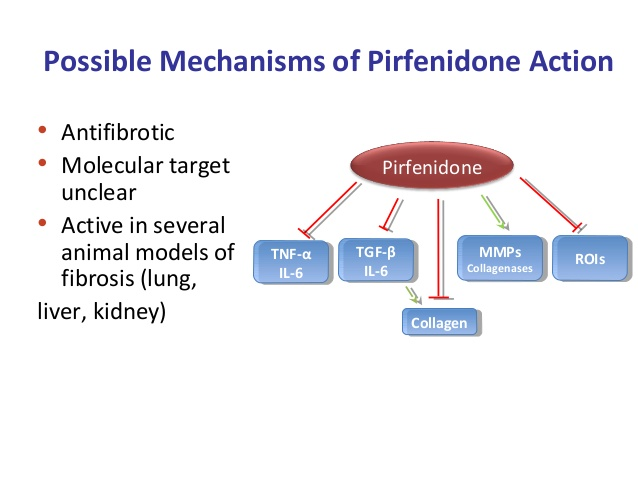 Possible Mechanisms of Pirfenidone Action
• Antifibrotic
• Molecular target
unclear
• Active in several
animal models of
fibrosis (lung,
liver, kidney)
Pirfenidone
TNF-α
IL-6
TGF-β
IL-6
MMPs
Collagenases
ROIs
Collagen